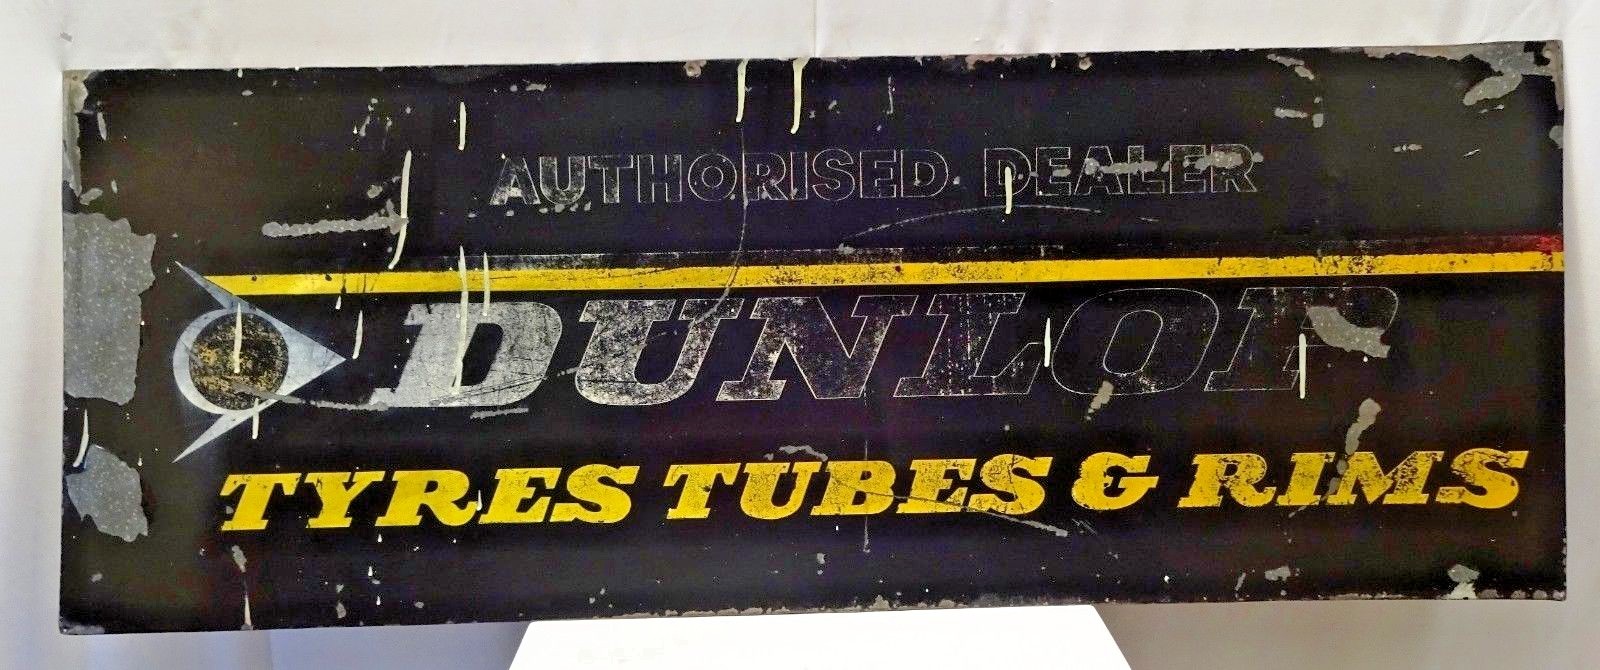 AUTHORISED DEALER
DUNLOP
TYRES TUBES & RIMS